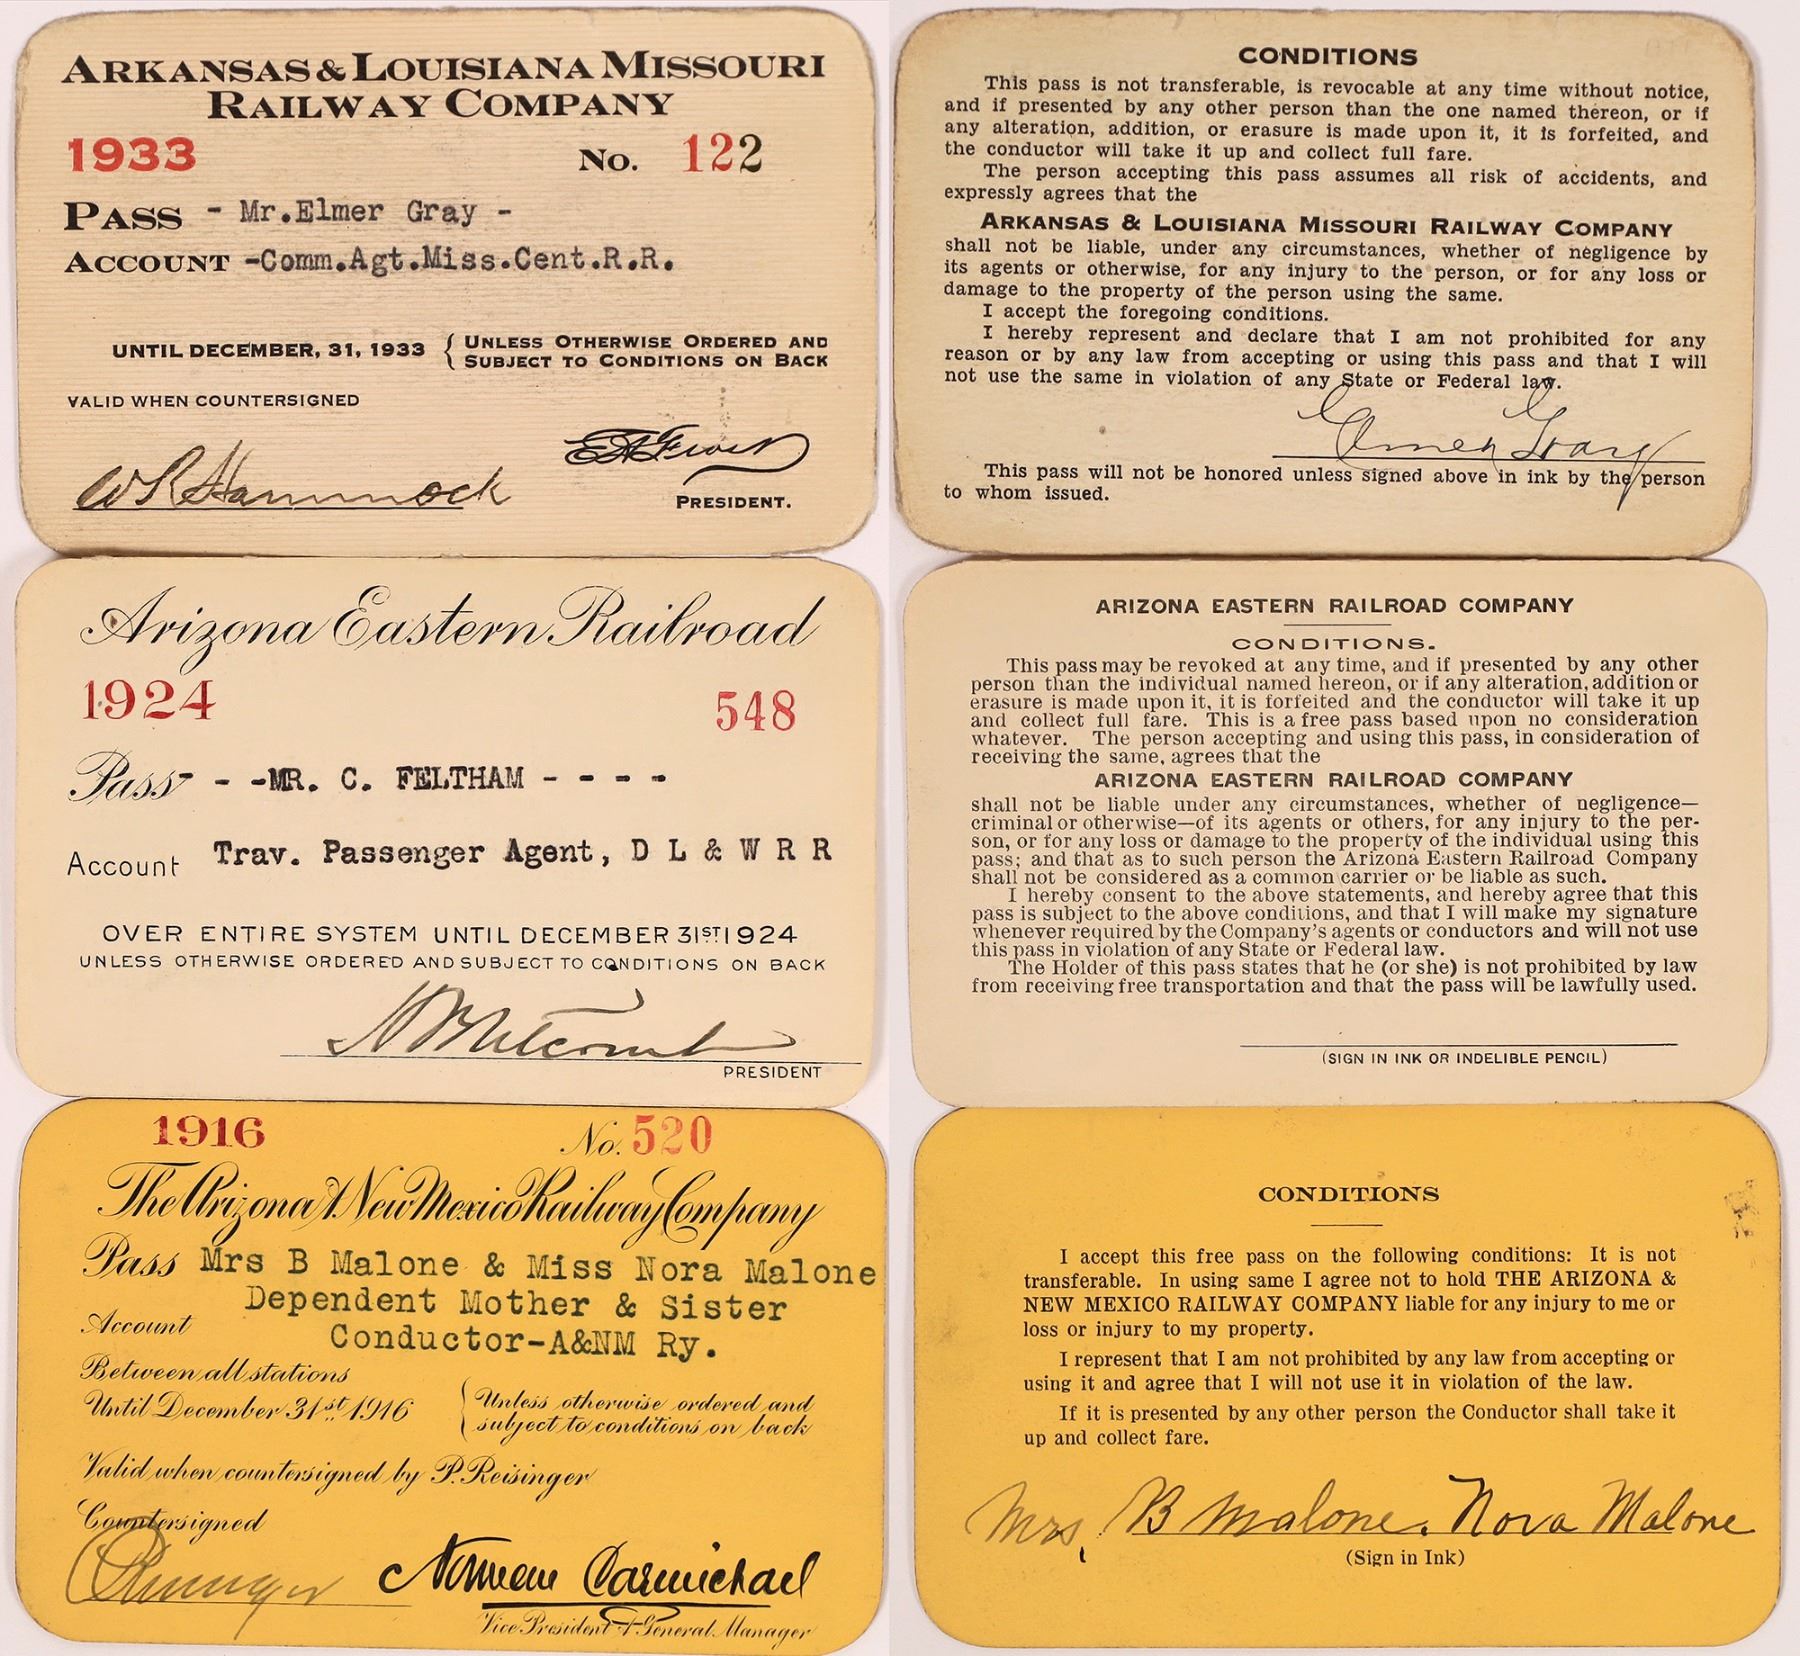 ARKANSAS & LOUISIANA MISSOURI
RAILWAY COMPANY
1933 No. 122
PASS - Mr.Elmer Gray -
ACCOUNT -Comm.Agt.Miss.Cent.R.R.
UNTIL DECEMBER, 31, 1933 { UNLESS OTHERWISE ORDERED AND
SUBJECT TO CONDITIONS ON BACK
VALID WHEN COUNTERSIGNED
W R Hammock
PRESIDENT.
CONDITIONS
This pass is not transferable, is revocable at any time without notice,
and if presented by any other person than the one named thereon, or if
any alteration, addition, or erasure is made upon it, it is forfeited, and
the conductor will take it up and collect full fare.
The person accepting this pass assumes all risk of accidents, and
expressly agrees that the
ARKANSAS & LOUISIANA MISSOURI RAILWAY COMPANY
shall not be liable, under any circumstances, whether of negligence by
its agents or otherwise, for any injury to the person, or for any loss or
damage to the property of the person using the same.
I accept the foregoing conditions.
I hereby represent and declare that I am not prohibited for any
reason or by any law from accepting or using this pass and that I will
not use the same in violation of any State or Federal law.
Elmer Gray
This pass will not be honored unless signed above in ink by the person
to whom issued.
Arizona Eastern Railroad
1924 548
Pass - - -MR. C. FELTHAM - - - -
Account Trav. Passenger Agent, D L & W R R
OVER ENTIRE SYSTEM UNTIL DECEMBER 31ST 1924
UNLESS OTHERWISE ORDERED AND SUBJECT TO CONDITIONS ON BACK
PRESIDENT
ARIZONA EASTERN RAILROAD COMPANY
CONDITIONS.
This pass may be revoked at any time, and if presented by any other
person than the individual named hereon, or if any alteration, addition or
erasure is made upon it, it is forfeited and the conductor will take it up
and collect full fare. This is a free pass based upon no consideration
whatever. The person accepting and using this pass, in consideration of
receiving the same, agrees that the
ARIZONA EASTERN RAILROAD COMPANY
shall not be liable under any circumstances, whether of negligence—
criminal or otherwise—of its agents or others, for any injury to the per-
son, or for any loss or damage to the property of the individual using this
pass; and that as to such person the Arizona Eastern Railroad Company
shall not be considered as a common carrier or be liable as such.
I hereby consent to the above statements, and hereby agree that this
pass is subject to the above conditions, and that I will make my signature
whenever required by the Company's agents or conductors and will not use
this pass in violation of any State or Federal law.
The Holder of this pass states that he (or she) is not prohibited by law
from receiving free transportation and that the pass will be lawfully used.
(SIGN IN INK OR INDELIBLE PENCIL)
1916 No. 520
The Arizona & New Mexico Railway Company
Pass Mrs B Malone & Miss Nora Malone
Dependent Mother & Sister
Account
Conductor-A&NM Ry.
Between all stations
Until December 31st 1916 { Unless otherwise ordered and
subject to conditions on back
Valid when countersigned by P. Reisinger
Countersigned
P Reisinger Norman Carmichael
Vice President & General Manager
CONDITIONS
I accept this free pass on the following conditions: It is not
transferable. In using same I agree not to hold THE ARIZONA &
NEW MEXICO RAILWAY COMPANY liable for any injury to me or
loss or injury to my property.
I represent that I am not prohibited by any law from accepting or
using it and agree that I will not use it in violation of the law.
If it is presented by any other person the Conductor shall take it
up and collect fare.
Mrs, B Malone. Nora Malone
(Sign in Ink)